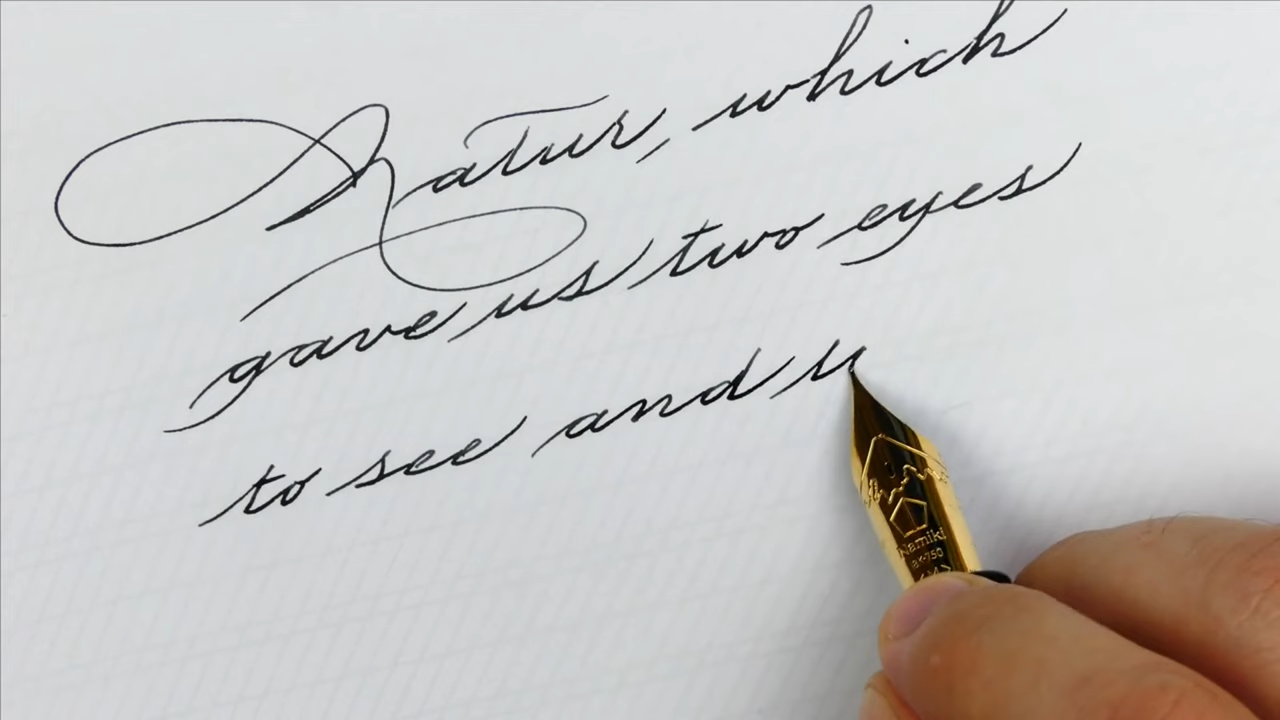 Natur, which
gave us two eyes
to see and u
Namiki